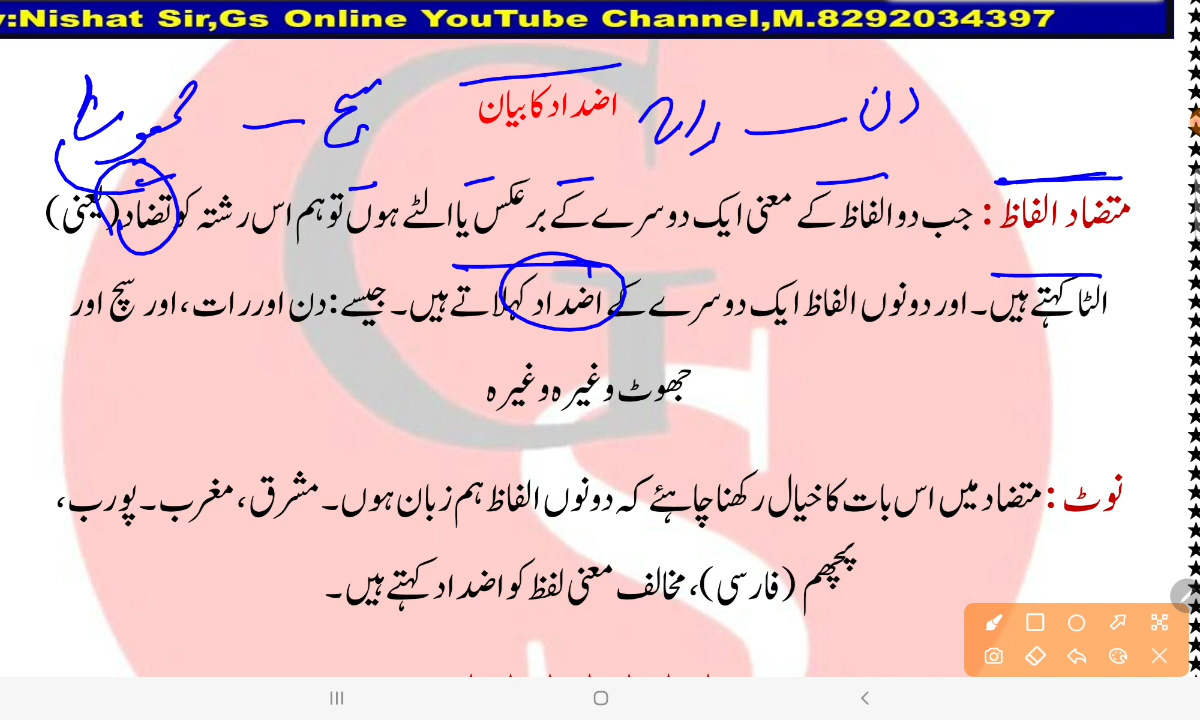 y:Nishat Sir,Gs Online YouTube Channel,M.8292034397
دن — رات
اضداد کا بیان
سچ — جھوٹ
متضاد الفاظ : جب دو الفاظ کے معنی ایک دوسرے کے برعکس یا الٹے ہوں تو ہم اس رشتہ کو تضاد (یعنی)
الٹا کہتے ہیں۔ اور دونوں الفاظ ایک دوسرے کے اضداد کہلاتے ہیں۔ جیسے: دن اور رات، اور سچ اور
جھوٹ وغیرہ وغیرہ
نوٹ : متضاد میں اس بات کا خیال رکھنا چاہئے کہ دونوں الفاظ ہم زبان ہوں۔ مشرق، مغرب۔ پورب،
پچھم (فارسی)، مخالف معنی لفظ کو اضداد کہتے ہیں۔